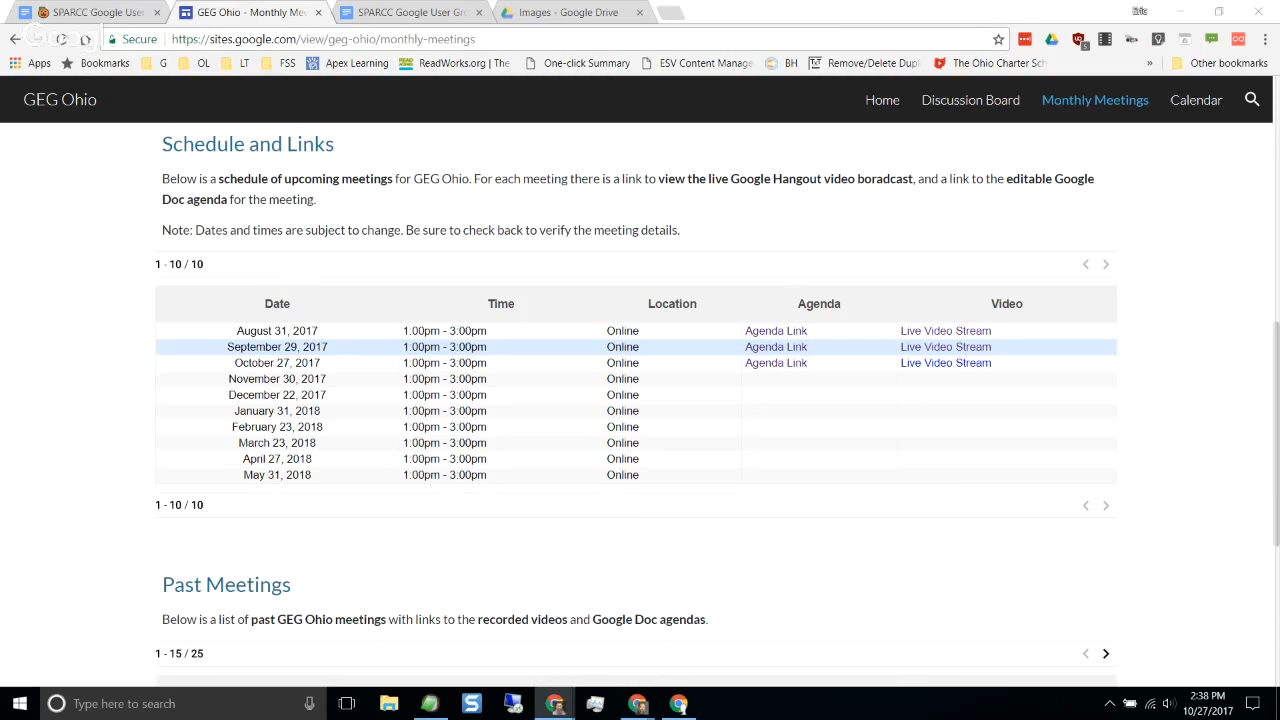 SPARCC Google User
GEG Ohio - Monthly Me
SPARCC Google User Gro
Images - Google Drive
Secure
https://sites.google.com/view/geg-ohio/monthly-meetings
Apps
Bookmarks
G
OL
LT
FSS
Apex Learning
ReadWorks.org | The
One-click Summary
ESV Content Manage
BH
Remove/Delete Dup
The Ohio Charter Sch
»
Other bookmarks
GEG Ohio
Home
Discussion Board
Monthly Meetings
Calendar
Schedule and Links
Below is a schedule of upcoming meetings for GEG Ohio. For each meeting there is a link to view the live Google Hangout video boradcast, and a link to the editable Google
Doc agenda for the meeting.
Note: Dates and times are subject to change. Be sure to check back to verify the meeting details.
1 - 10 / 10
Date Time Location Agenda Video
August 31, 2017 1:00pm - 3:00pm Online Agenda Link Live Video Stream
September 29, 2017 1:00pm - 3:00pm Online Agenda Link Live Video Stream
October 27, 2017 1:00pm - 3:00pm Online Agenda Link Live Video Stream
November 30, 2017 1:00pm - 3:00pm Online
December 22, 2017 1:00pm - 3:00pm Online
January 31, 2018 1:00pm - 3:00pm Online
February 23, 2018 1:00pm - 3:00pm Online
March 23, 2018 1:00pm - 3:00pm Online
April 27, 2018 1:00pm - 3:00pm Online
May 31, 2018 1:00pm - 3:00pm Online
1 - 10 / 10
Past Meetings
Below is a list of past GEG Ohio meetings with links to the recorded videos and Google Doc agendas.
1 - 15 / 25
Type here to search
2:38 PM
10/27/2017